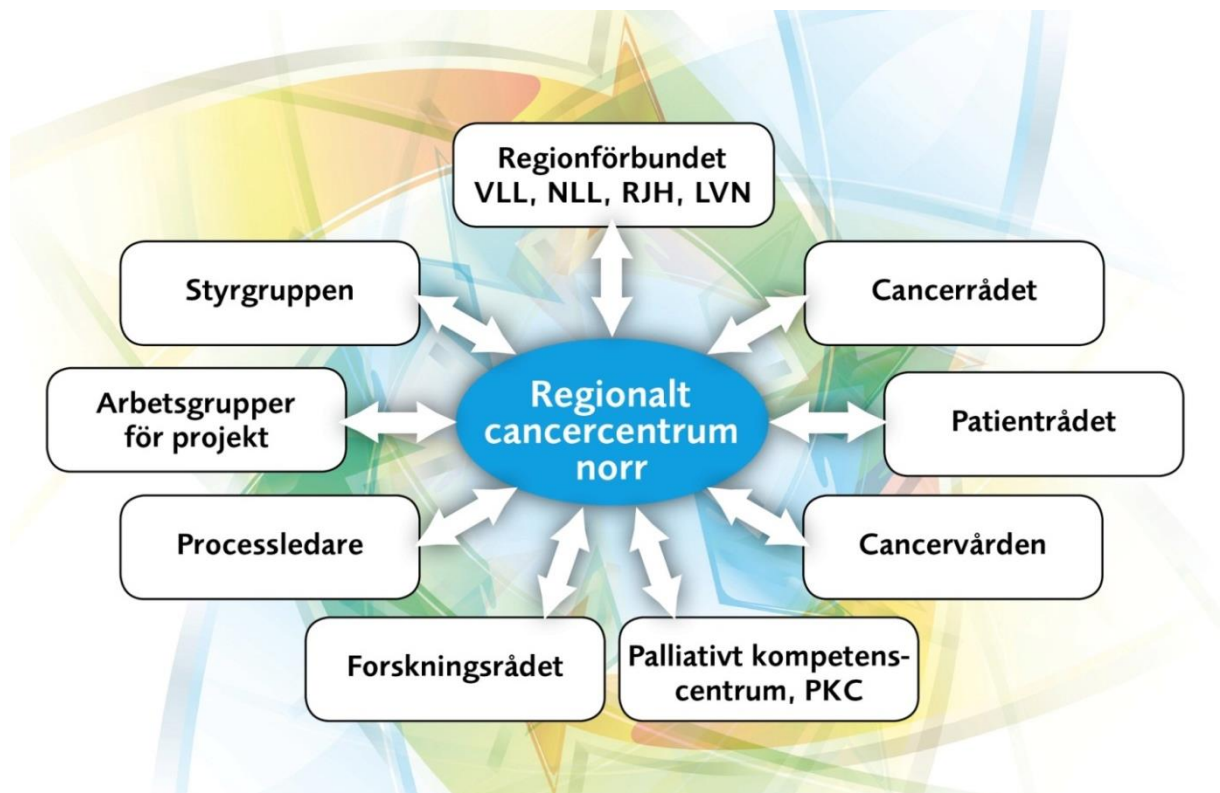 Regionförbundet
VLL, NLL, RJH, LVN
Styrgruppen
Cancerrådet
Arbetsgrupper
för projekt
Regionalt
cancercentrum
norr
Patientrådet
Processledare
Cancervården
Forskningsrådet
Palliativt kompetens-
centrum, PKC